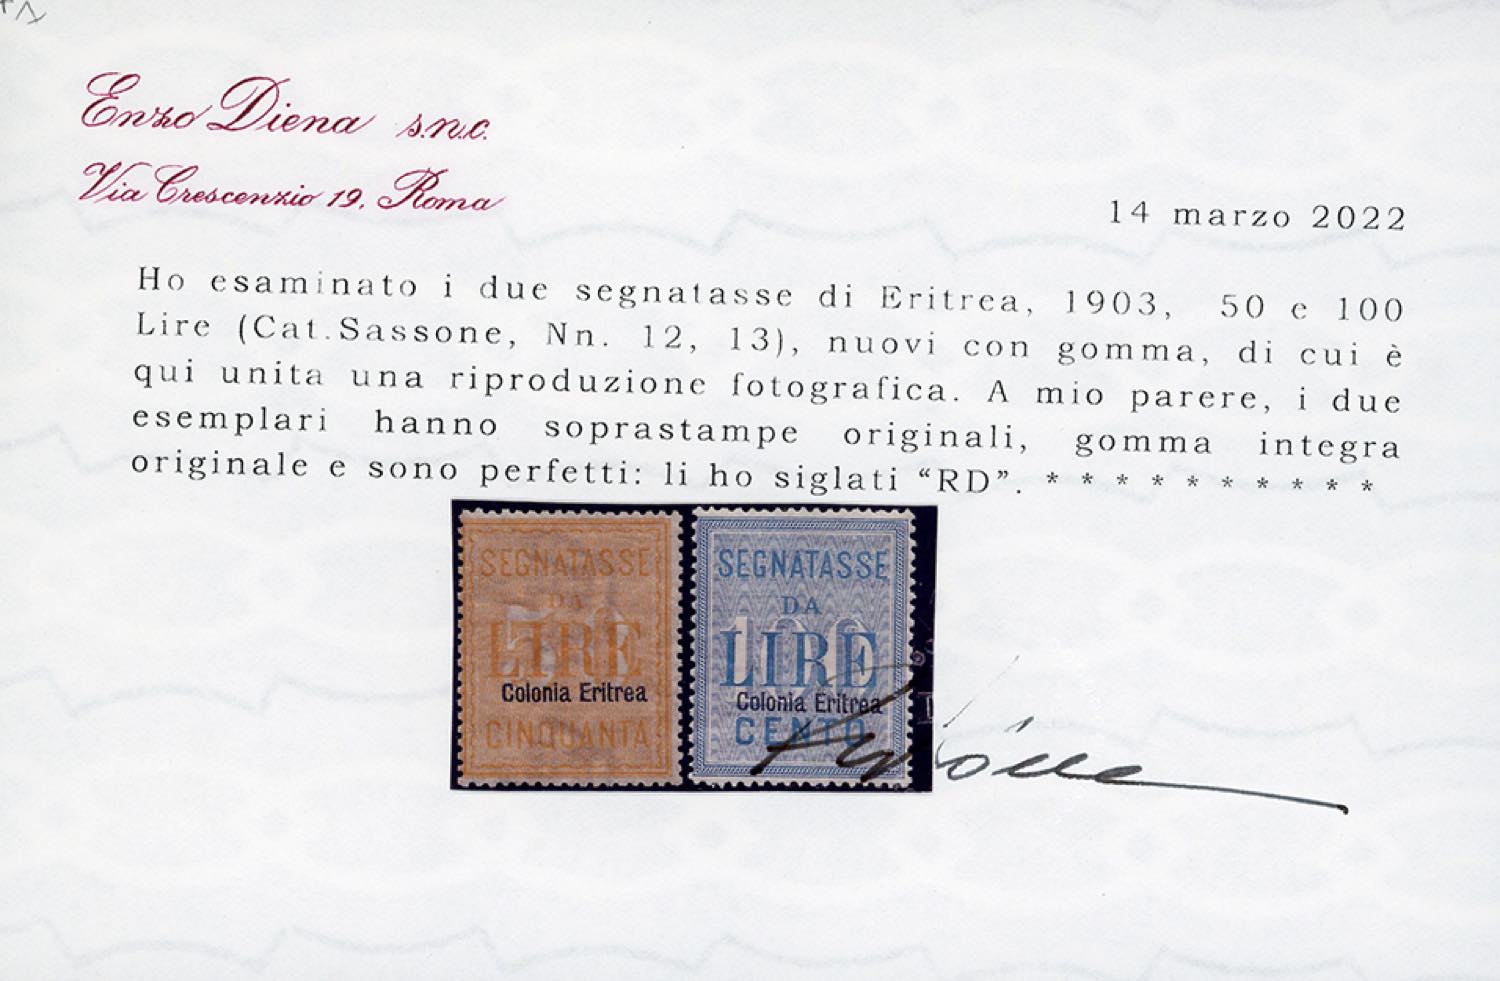 Enzo Diena s.n.c.
Via Crescenzio 19, Roma
14 marzo 2022
Ho esaminato i due segnatasse di Eritrea, 1903, 50 e 100
Lire (Cat.Sassone, Nn. 12, 13), nuovi con gomma, di cui è
qui unita una riproduzione fotografica. A mio parere, i due
esemplari hanno soprastampe originali, gomma integra
originale e sono perfetti: li ho siglati “RD”. * * * * * * * * * *
SEGNATASSE
DA
50
LIRE
Colonia Eritrea
CINQUANTA
SEGNATASSE
DA
100
LIRE
Colonia Eritrea
CENTO